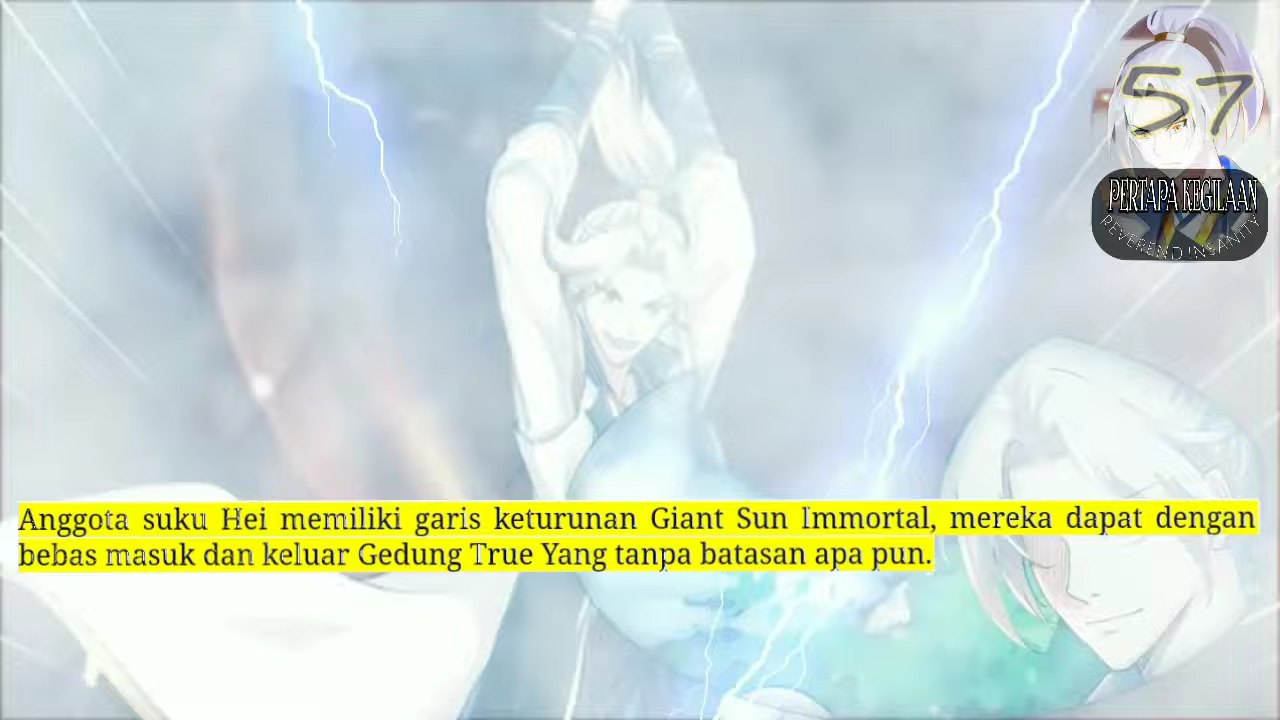 57
PERTAPA KEGILAAN
REVEREND INSANITY
Anggota suku Hei memiliki garis keturunan Giant Sun Immortal, mereka dapat dengan
bebas masuk dan keluar Gedung True Yang tanpa batasan apa pun.